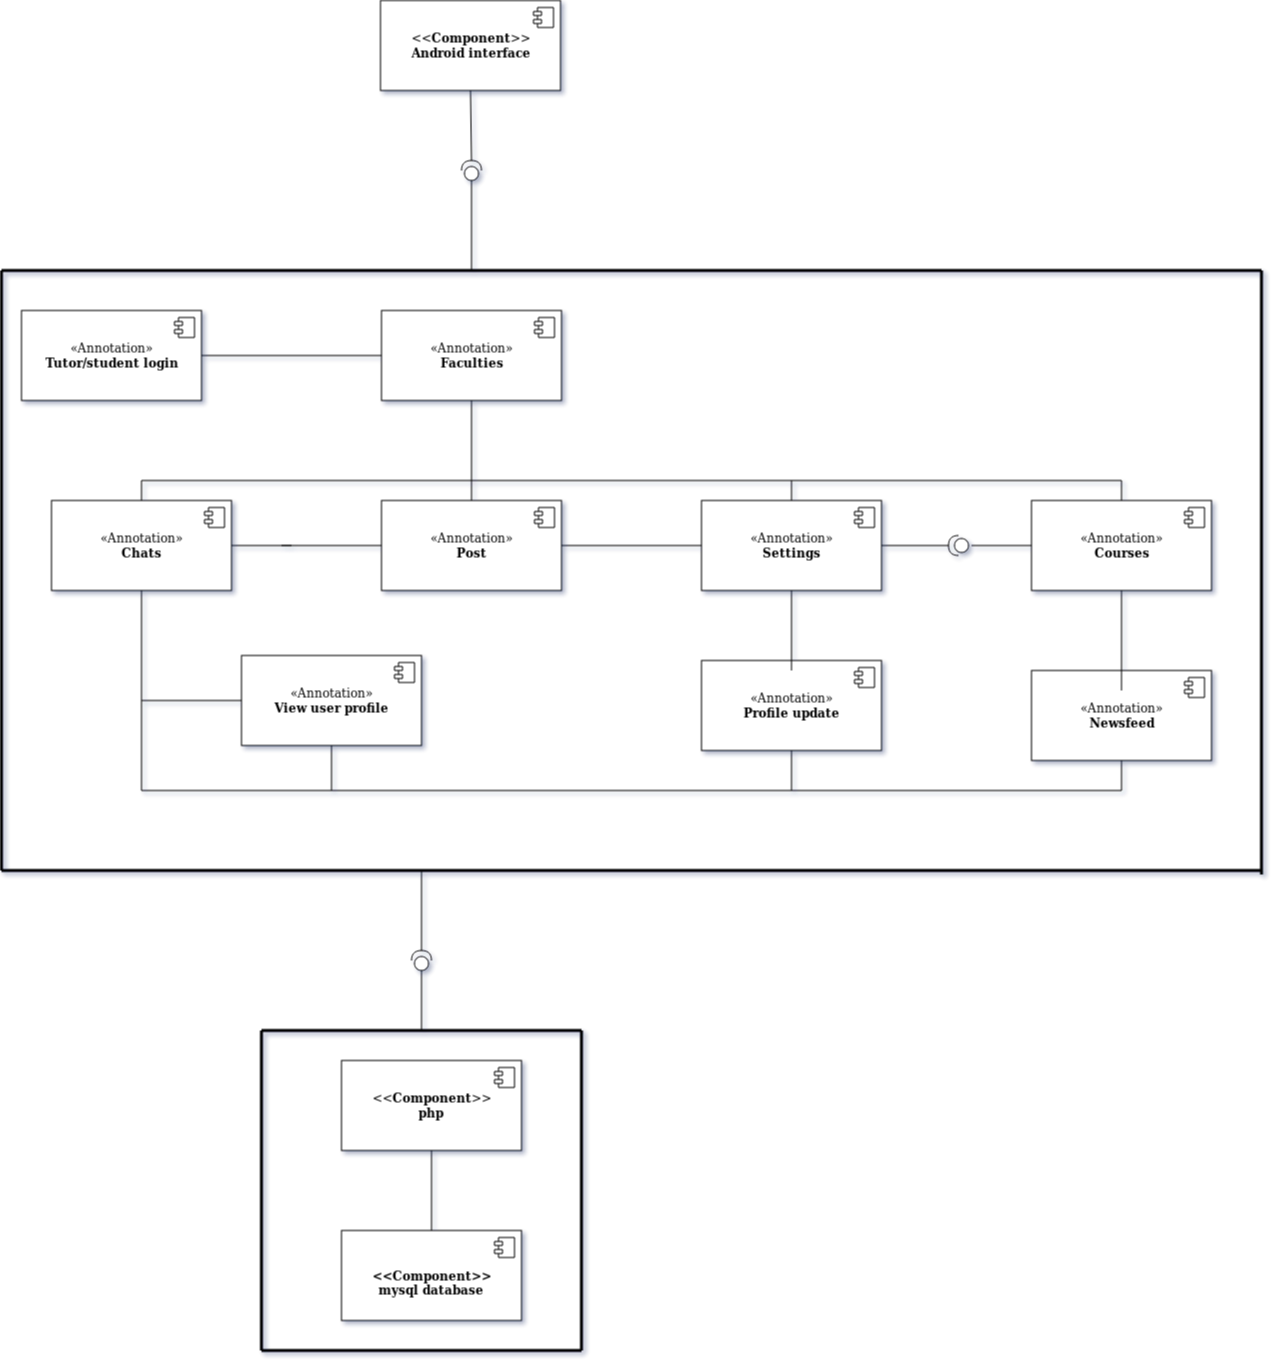 <<Component>>
Android interface
«Annotation»
Tutor/student login
«Annotation»
Faculties
«Annotation»
Chats
«Annotation»
Post
«Annotation»
Settings
«Annotation»
Courses
«Annotation»
View user profile
«Annotation»
Profile update
«Annotation»
Newsfeed
<<Component>>
php
<<Component>>
mysql database